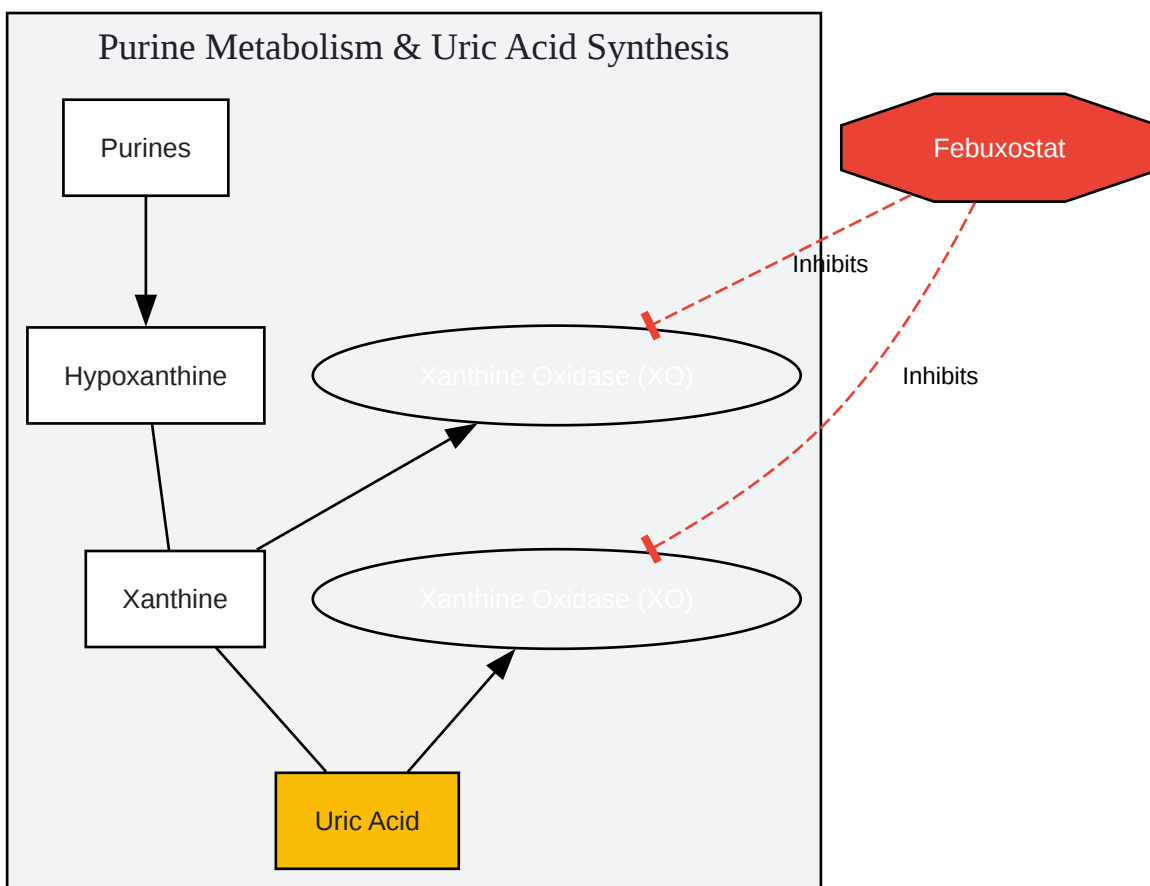 Purine Metabolism & Uric Acid Synthesis
Purines
Febuxostat
Inhibits
Hypoxanthine
Xanthine Oxidase (XO)
Inhibits
Xanthine
Xanthine Oxidase (XO)
Uric Acid